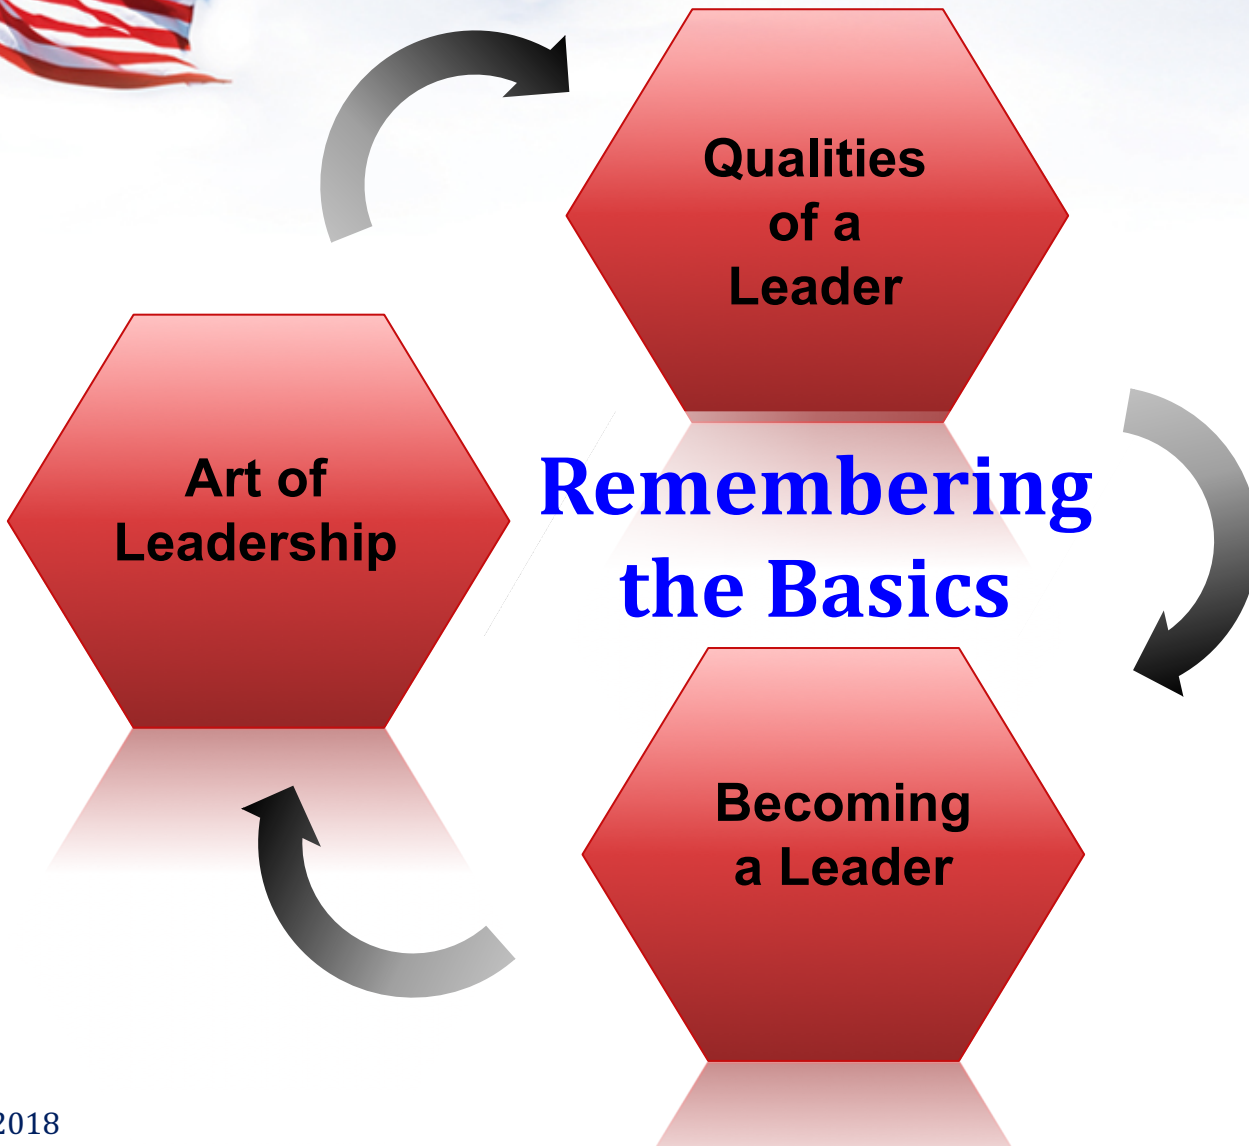 Qualities
of a
Leader
Art of
Leadership
Remembering
the Basics
Becoming
a Leader
2018